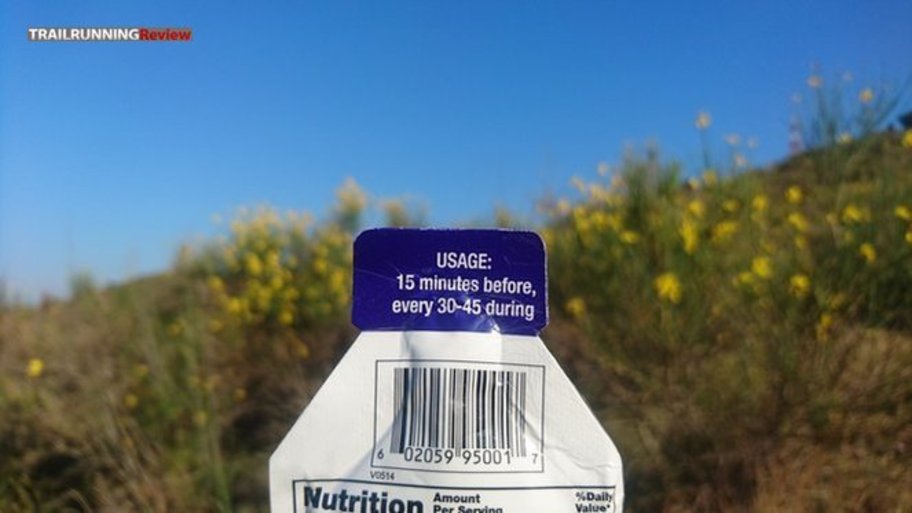 TRAILRUNNINGReview
USAGE:
15 minutes before,
every 30-45 during
6 02059 95001 7
V0514
Nutrition Amount Per Serving %Daily Value*